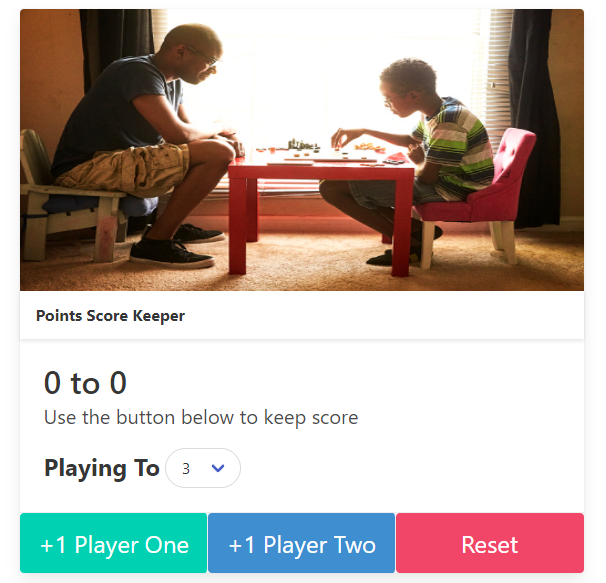 Points Score Keeper
0 to 0
Use the button below to keep score
Playing To 3
+1 Player One +1 Player Two Reset